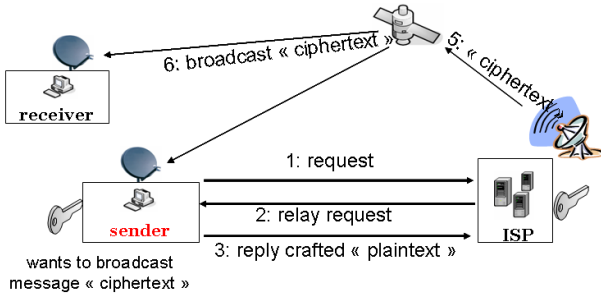 6: broadcast « ciphertext »
5: « ciphertext
receiver
1: request
2: relay request
sender
3: reply crafted « plaintext »
ISP
wants to broadcast
message « ciphertext »